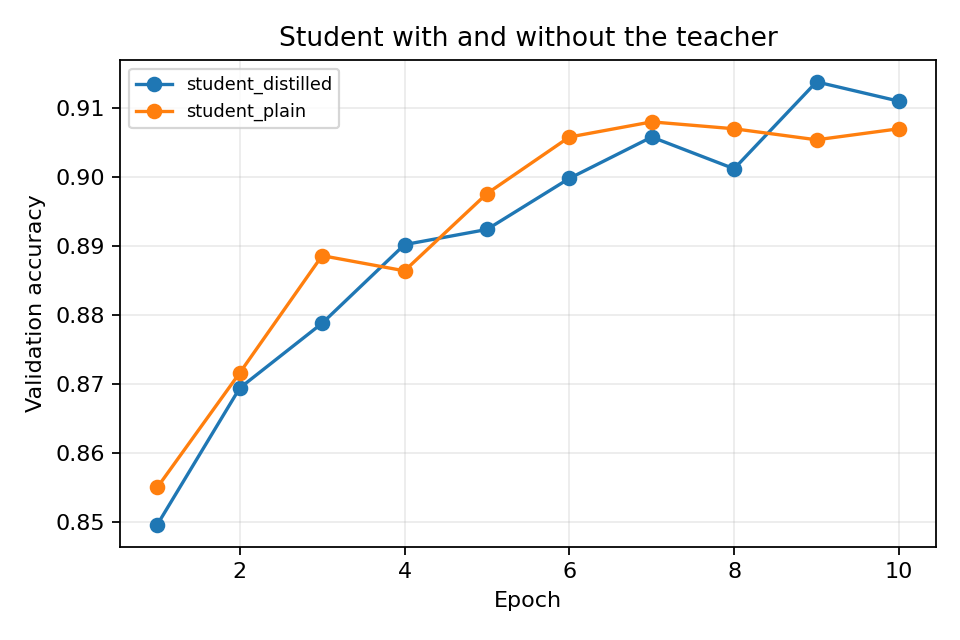 Student with and without the teacher
student_distilled
student_plain
Validation accuracy
0.91
0.90
0.89
0.88
0.87
0.86
0.85
2 4 6 8 10
Epoch